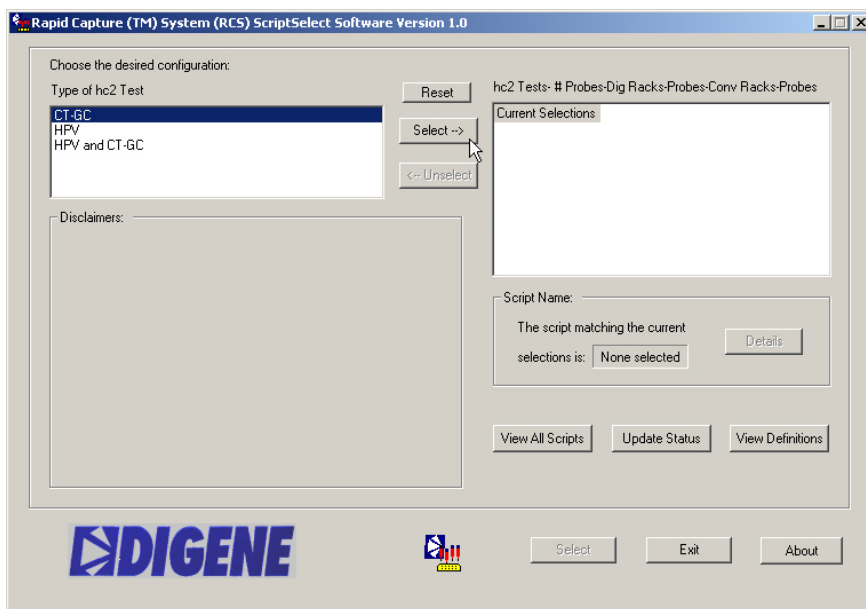 Rapid Capture (TM) System (RCS) ScriptSelect Software Version 1.0
Choose the desired configuration:
Type of hc2 Test
CT-GC
HPV
HPV and CT-GC
Reset
Select -->
<-- Unselect
hc2 Tests- # Probes-Dig Racks-Probes-Conv Racks-Probes
Current Selections
Disclaimers:
Script Name:
The script matching the current
selections is: None selected
Details
View All Scripts Update Status View Definitions
DIGENE
Select Exit About